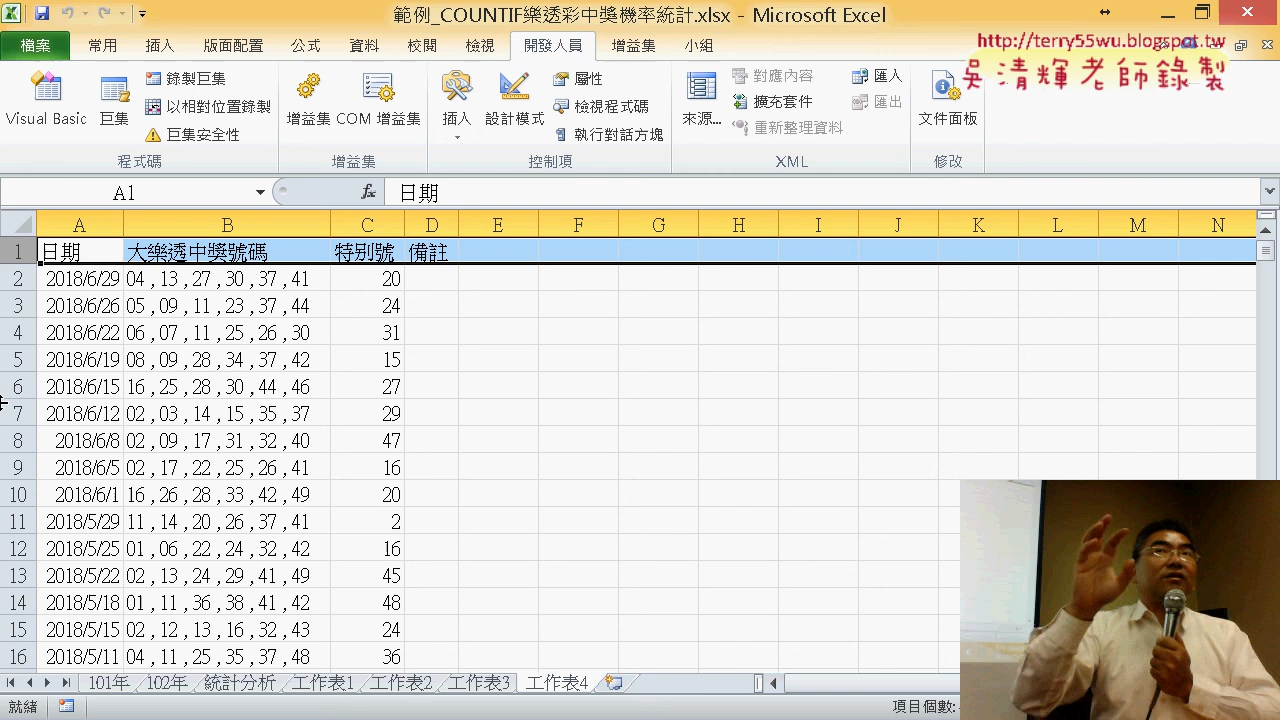 範例_COUNTIF樂透彩中獎機率統計.xlsx - Microsoft Excel
檔案 常用 插入 版面配置 公式 資料 校閱 檢視 開發人員 增益集 小組
http://terry55wu.blogspot.tw
吳清輝老師錄製
Visual Basic 巨集 錄製巨集 以相對位置錄製 巨集安全性 程式碼
增益集 COM 增益集 增益集
插入 設計模式 屬性 檢視程式碼 執行對話方塊 控制項
來源... 對應內容 擴充套件 重新整理資料 匯入 匯出 XML
文件面板 修改
A1 fx 日期
A B C D E F G H I J K L M N
1 日期 大樂透中獎號碼 特別號 備註
2 2018/6/29 04 , 13 , 27 , 30 , 37 , 41 20
3 2018/6/26 05 , 09 , 11 , 23 , 37 , 44 24
4 2018/6/22 06 , 07 , 11 , 25 , 26 , 30 31
5 2018/6/19 08 , 09 , 28 , 34 , 37 , 42 15
6 2018/6/15 16 , 25 , 28 , 30 , 44 , 46 27
7 2018/6/12 02 , 03 , 14 , 15 , 35 , 37 29
8 2018/6/8 02 , 09 , 17 , 31 , 32 , 40 47
9 2018/6/5 02 , 17 , 22 , 25 , 26 , 41 16
10 2018/6/1 16 , 26 , 28 , 33 , 42 , 49 20
11 2018/5/29 11 , 14 , 20 , 26 , 37 , 41 2
12 2018/5/25 01 , 06 , 22 , 24 , 32 , 42 16
13 2018/5/22 02 , 13 , 24 , 29 , 41 , 49 45
14 2018/5/18 01 , 11 , 36 , 38 , 41 , 42 48
15 2018/5/15 02 , 12 , 13 , 16 , 32 , 43 24
16 2018/5/11 04 , 11 , 25 , 35 , 37 , 48 36
101年 102年 統計分析 工作表1 工作表2 工作表3 工作表4
就緒 項目個數: